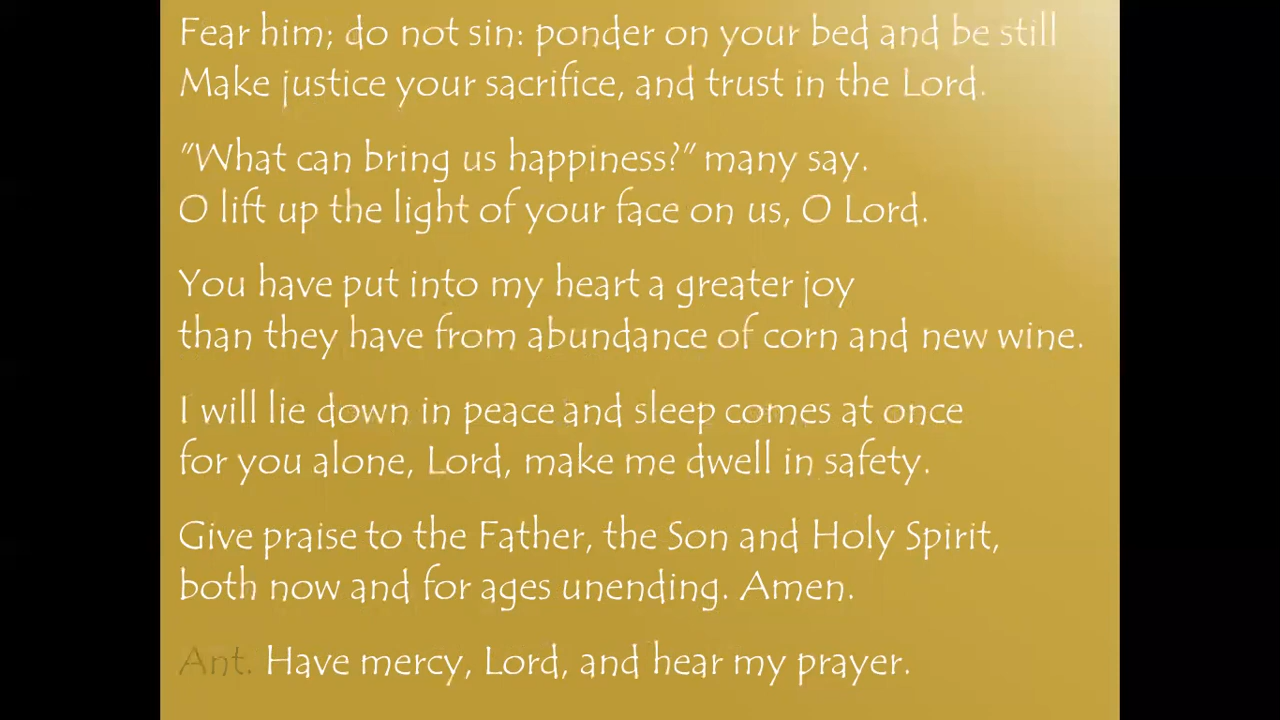 Fear him; do not sin: ponder on your bed and be still
Make justice your sacrifice, and trust in the Lord.
"What can bring us happiness?" many say.
O lift up the light of your face on us, O Lord.
You have put into my heart a greater joy
than they have from abundance of corn and new wine.
I will lie down in peace and sleep comes at once
for you alone, Lord, make me dwell in safety.
Give praise to the Father, the Son and Holy Spirit,
both now and for ages unending. Amen.
Ant. Have mercy, Lord, and hear my prayer.